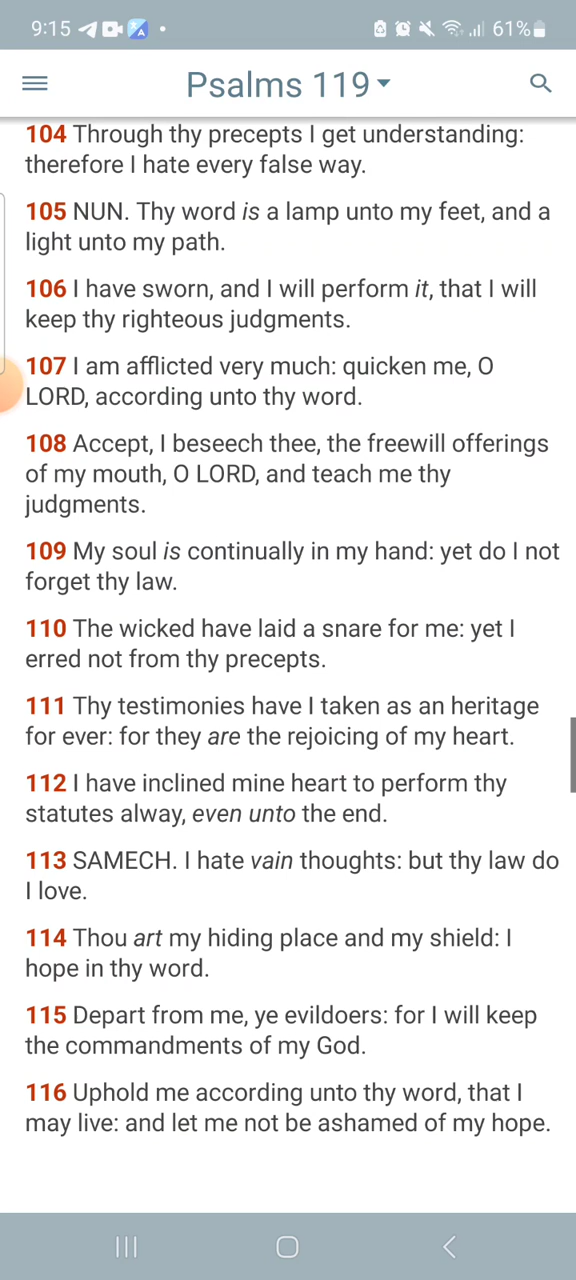 9:15 61%
Psalms 119
104 Through thy precepts I get understanding:
therefore I hate every false way.
105 NUN. Thy word is a lamp unto my feet, and a
light unto my path.
106 I have sworn, and I will perform it, that I will
keep thy righteous judgments.
107 I am afflicted very much: quicken me, O
LORD, according unto thy word.
108 Accept, I beseech thee, the freewill offerings
of my mouth, O LORD, and teach me thy
judgments.
109 My soul is continually in my hand: yet do I not
forget thy law.
110 The wicked have laid a snare for me: yet I
erred not from thy precepts.
111 Thy testimonies have I taken as an heritage
for ever: for they are the rejoicing of my heart.
112 I have inclined mine heart to perform thy
statutes alway, even unto the end.
113 SAMECH. I hate vain thoughts: but thy law do
I love.
114 Thou art my hiding place and my shield: I
hope in thy word.
115 Depart from me, ye evildoers: for I will keep
the commandments of my God.
116 Uphold me according unto thy word, that I
may live: and let me not be ashamed of my hope.